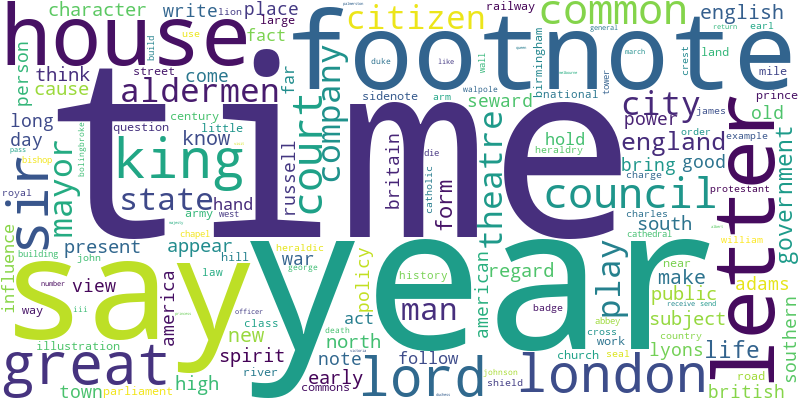 time
year
say
footnote
house
great
letter
king
lord
london
sir
council
common
city
court
company
theatre
citizen
aldermen
mayor
state
england
man
play
life
public
government
english
character
write
lion
place
railway
large
fact
person
think
cause
come
build
use
street
far
duke
like
wall
general
march
tower
return
earl
land
crest
mile
birmingham
national
prince
james
power
old
long
day
question
century
little
know
sidenote
arm
walpole
seward
order
example
bishop
bolingbroke
pass
royal
hand
army
west
russell
britain
die
catholic
form
hold
heraldry
bring
good
charge
protestant
charles
south
cathedral
william
near
influence
present
appear
building
john
chapel
heraldic
war
hill
law
george
policy
history
american
regard
make
adams
southern
view
way
number
iii
america
officer
class
new
act
death
badge
abbey
cross
work
country
receive send
subject
road
lyons
british
illustration
river
north
note
follow
church
seal
town
parliament
high
spirit
early
commons
victoria
shield
johnson